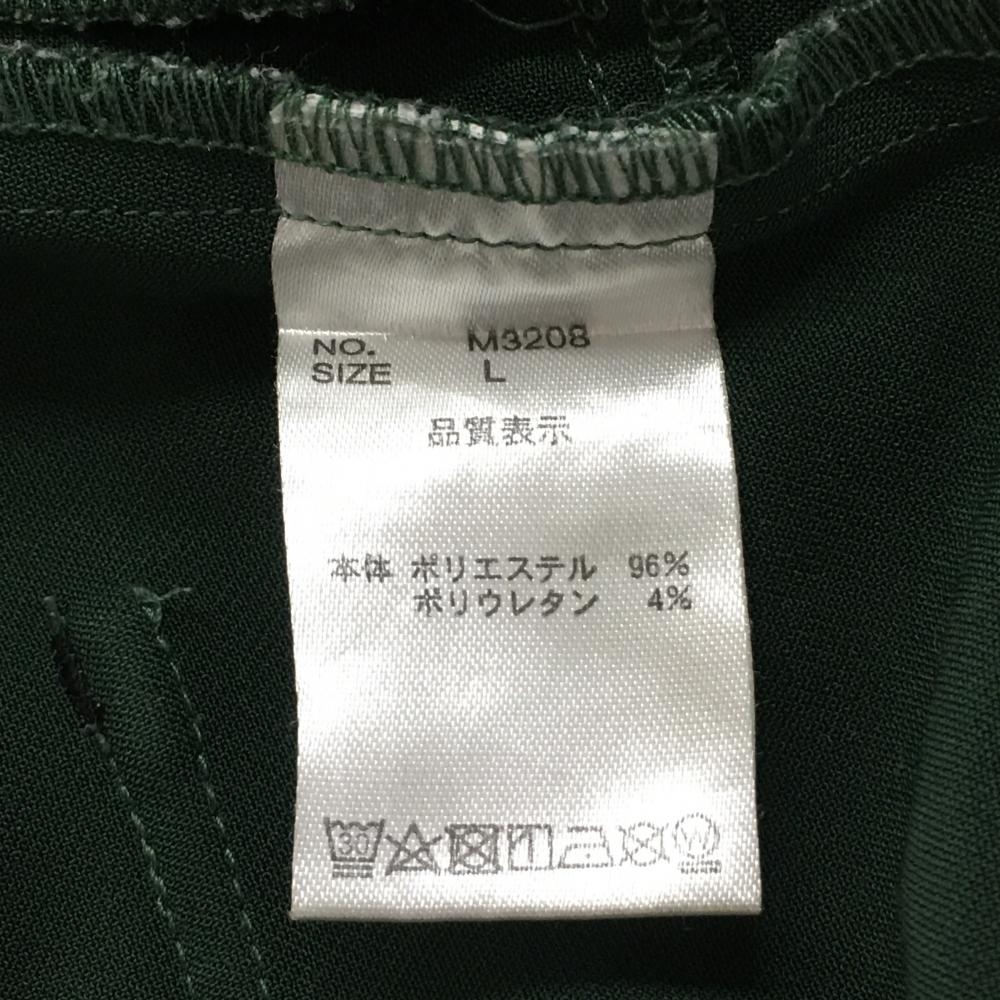 NO. M3208
SIZE L
品質表示
本体 ポリエステル 96%
ポリウレタン 4%
30 W